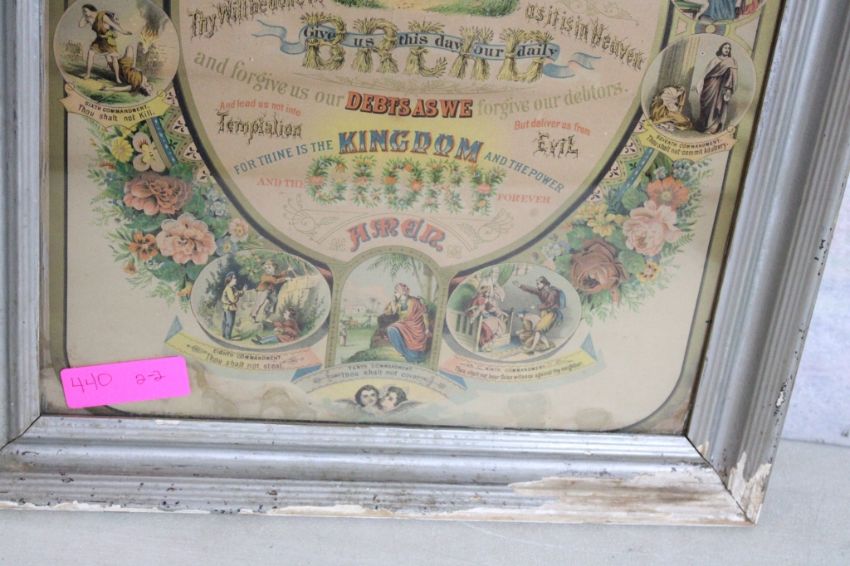 Thy Will be done in
as it is in Heaven
Give us this day our daily
BREAD
and forgive us our DEBTS AS WE forgive our debtors.
And lead us not into
Temptation
But deliver us from
EVIL
FOR THINE IS THE KINGDOM AND THE POWER
AND THE GLORY FOREVER
AMEN
SIXTH COMMANDMENT.
Thou shalt not Kill.
SEVENTH COMMANDMENT.
Thou shalt not commit Adultery.
EIGHTH COMMANDMENT.
Thou shalt not steal.
TENTH COMMANDMENT.
Thou shalt not covet.
NINTH COMMANDMENT.
Thou shalt not bear false witness against thy neighbor.
440 2-2